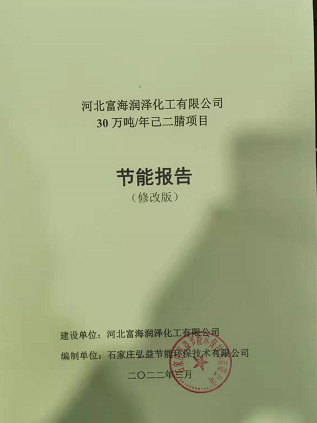 河北富海润泽化工有限公司
30 万吨/年己二腈项目
节能报告
（修改版）
建设单位：河北富海润泽化工有限公司
编制单位：石家庄弘益节能环保技术有限公司
二〇二二年三月